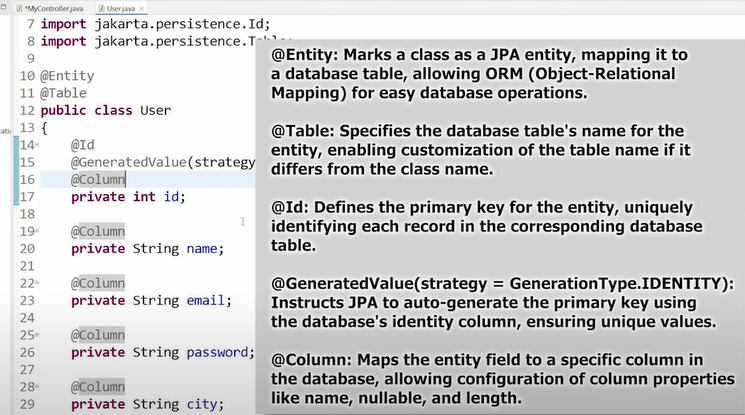 *MyController.java
User.java
7 import jakarta.persistence.Id;
8 import jakarta.persistence.Table;
9
10 @Entity
11 @Table
12 public class User
13 {
14 @Id
15 @GeneratedValue(strategy
16 @Column
17 private int id;
18
19 @Column
20 private String name;
21
22 @Column
23 private String email;
24
25 @Column
26 private String password;
27
28 @Column
29 private String city;
@Entity: Marks a class as a JPA entity, mapping it to
a database table, allowing ORM (Object-Relational
Mapping) for easy database operations.
@Table: Specifies the database table's name for the
entity, enabling customization of the table name if it
differs from the class name.
@Id: Defines the primary key for the entity, uniquely
identifying each record in the corresponding database
table.
@GeneratedValue(strategy = GenerationType.IDENTITY):
Instructs JPA to auto-generate the primary key using
the database's identity column, ensuring unique values.
@Column: Maps the entity field to a specific column in
the database, allowing configuration of column properties
like name, nullable, and length.